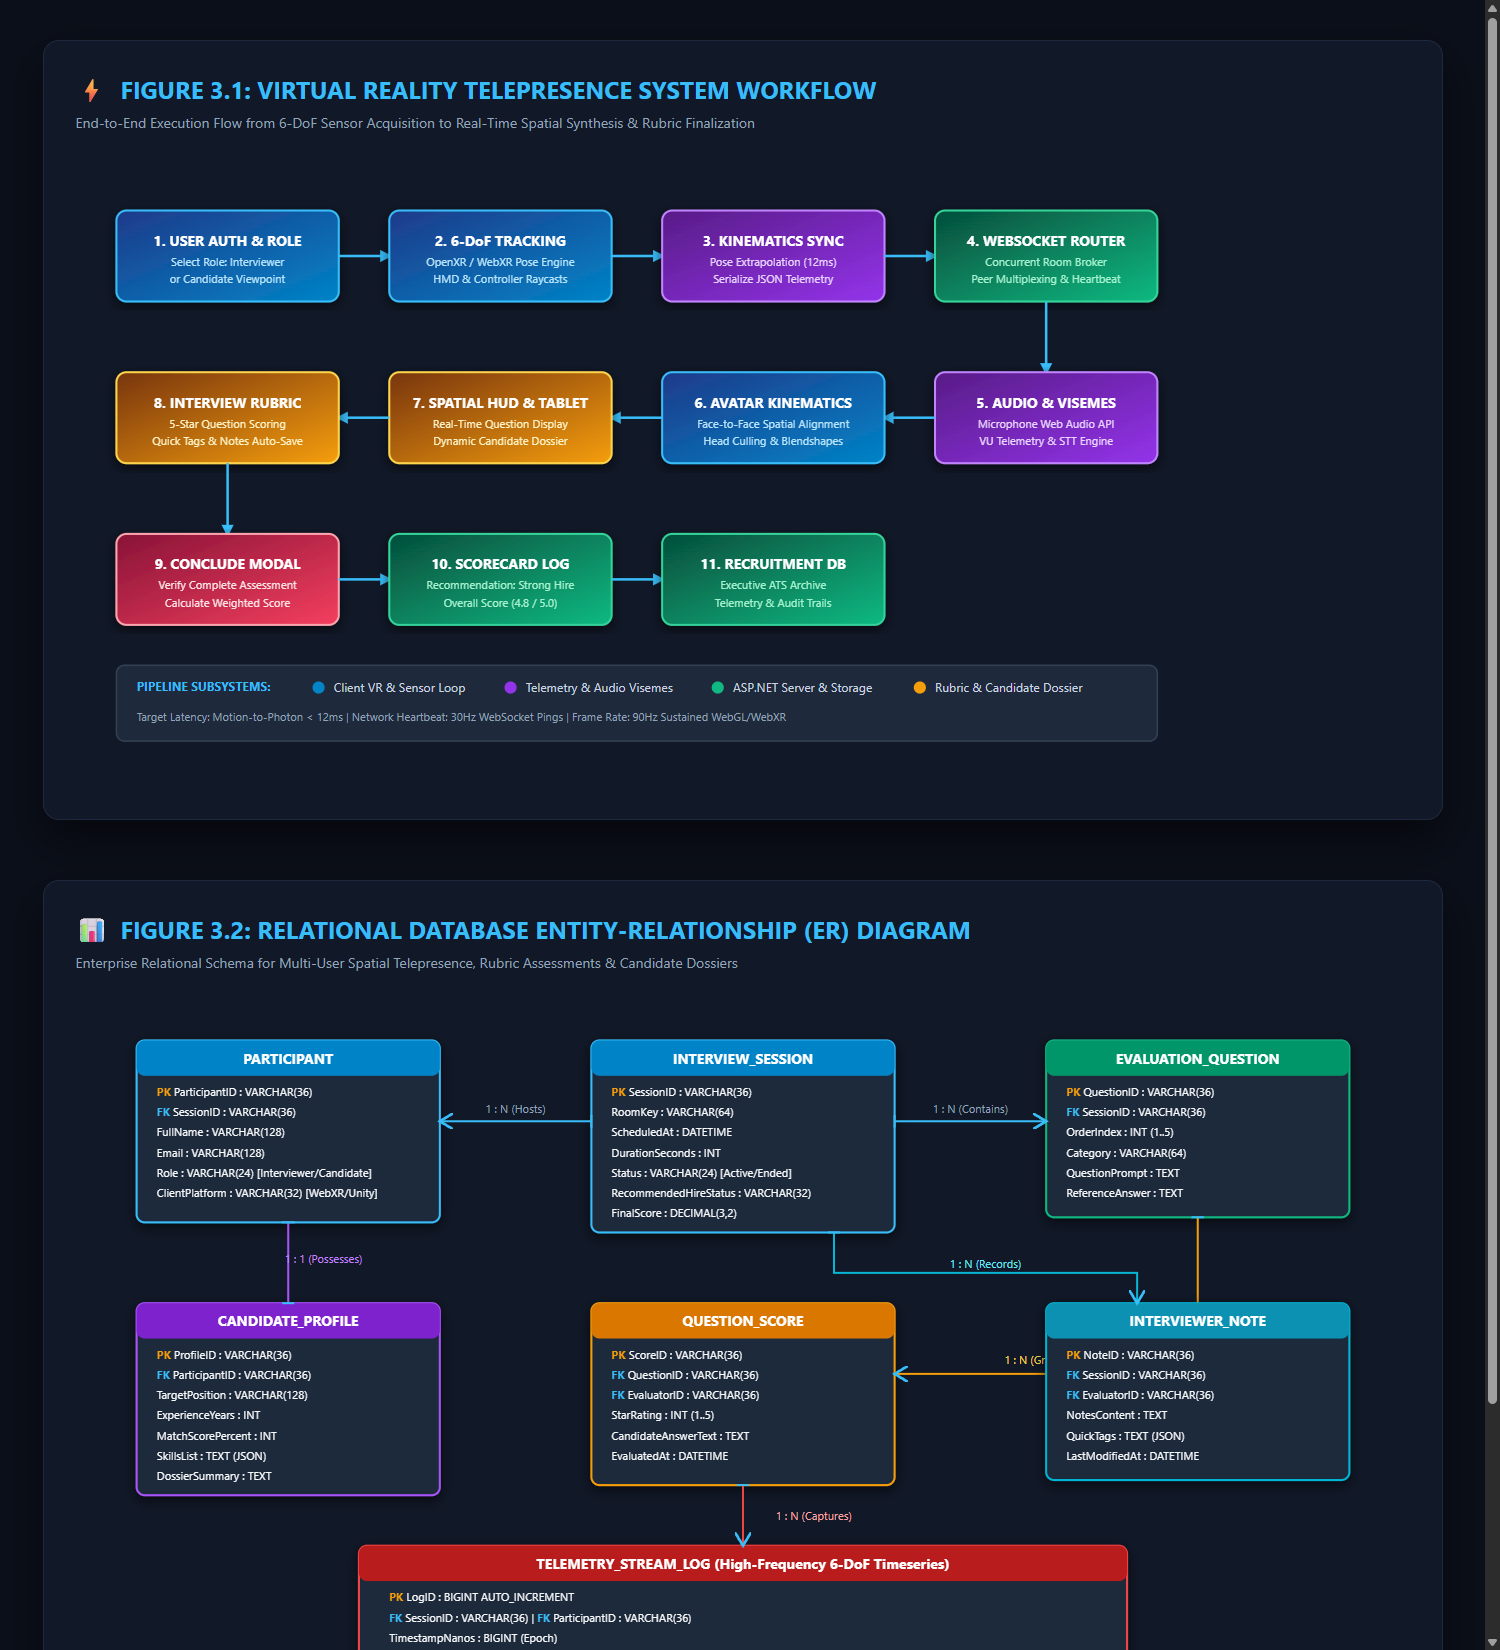 FIGURE 3.1: VIRTUAL REALITY TELEPRESENCE SYSTEM WORKFLOW
End-to-End Execution Flow from 6-DoF Sensor Acquisition to Real-Time Spatial Synthesis & Rubric Finalization
1. USER AUTH & ROLE
Select Role: Interviewer
or Candidate Viewpoint
2. 6-DoF TRACKING
OpenXR / WebXR Pose Engine
HMD & Controller Raycasts
3. KINEMATICS SYNC
Pose Extrapolation (12ms)
Serialize JSON Telemetry
4. WEBSOCKET ROUTER
Concurrent Room Broker
Peer Multiplexing & Heartbeat
8. INTERVIEW RUBRIC
5-Star Question Scoring
Quick Tags & Notes Auto-Save
7. SPATIAL HUD & TABLET
Real-Time Question Display
Dynamic Candidate Dossier
6. AVATAR KINEMATICS
Face-to-Face Spatial Alignment
Head Culling & Blendshapes
5. AUDIO & VISEMES
Microphone Web Audio API
VU Telemetry & STT Engine
9. CONCLUDE MODAL
Verify Complete Assessment
Calculate Weighted Score
10. SCORECARD LOG
Recommendation: Strong Hire
Overall Score (4.8 / 5.0)
11. RECRUITMENT DB
Executive ATS Archive
Telemetry & Audit Trails
PIPELINE SUBSYSTEMS: Client VR & Sensor Loop Telemetry & Audio Visemes ASP.NET Server & Storage Rubric & Candidate Dossier
Target Latency: Motion-to-Photon < 12ms | Network Heartbeat: 30Hz WebSocket Pings | Frame Rate: 90Hz Sustained WebGL/WebXR
FIGURE 3.2: RELATIONAL DATABASE ENTITY-RELATIONSHIP (ER) DIAGRAM
Enterprise Relational Schema for Multi-User Spatial Telepresence, Rubric Assessments & Candidate Dossiers
PARTICIPANT
PK ParticipantID : VARCHAR(36)
FK SessionID : VARCHAR(36)
FullName : VARCHAR(128)
Email : VARCHAR(128)
Role : VARCHAR(24) [Interviewer/Candidate]
ClientPlatform : VARCHAR(32) [WebXR/Unity]
1 : N (Hosts)
INTERVIEW_SESSION
PK SessionID : VARCHAR(36)
RoomKey : VARCHAR(64)
ScheduledAt : DATETIME
DurationSeconds : INT
Status : VARCHAR(24) [Active/Ended]
RecommendedHireStatus : VARCHAR(32)
FinalScore : DECIMAL(3,2)
1 : N (Contains)
EVALUATION_QUESTION
PK QuestionID : VARCHAR(36)
FK SessionID : VARCHAR(36)
OrderIndex : INT (1..5)
Category : VARCHAR(64)
QuestionPrompt : TEXT
ReferenceAnswer : TEXT
1 : 1 (Possesses)
1 : N (Records)
CANDIDATE_PROFILE
PK ProfileID : VARCHAR(36)
FK ParticipantID : VARCHAR(36)
TargetPosition : VARCHAR(128)
ExperienceYears : INT
MatchScorePercent : INT
SkillsList : TEXT (JSON)
DossierSummary : TEXT
QUESTION_SCORE
PK ScoreID : VARCHAR(36)
FK QuestionID : VARCHAR(36)
FK EvaluatorID : VARCHAR(36)
StarRating : INT (1..5)
CandidateAnswerText : TEXT
EvaluatedAt : DATETIME
1 : N (Gr
INTERVIEWER_NOTE
PK NoteID : VARCHAR(36)
FK SessionID : VARCHAR(36)
FK EvaluatorID : VARCHAR(36)
NotesContent : TEXT
QuickTags : TEXT (JSON)
LastModifiedAt : DATETIME
1 : N (Captures)
TELEMETRY_STREAM_LOG (High-Frequency 6-DoF Timeseries)
PK LogID : BIGINT AUTO_INCREMENT
FK SessionID : VARCHAR(36) | FK ParticipantID : VARCHAR(36)
TimestampNanos : BIGINT (Epoch)